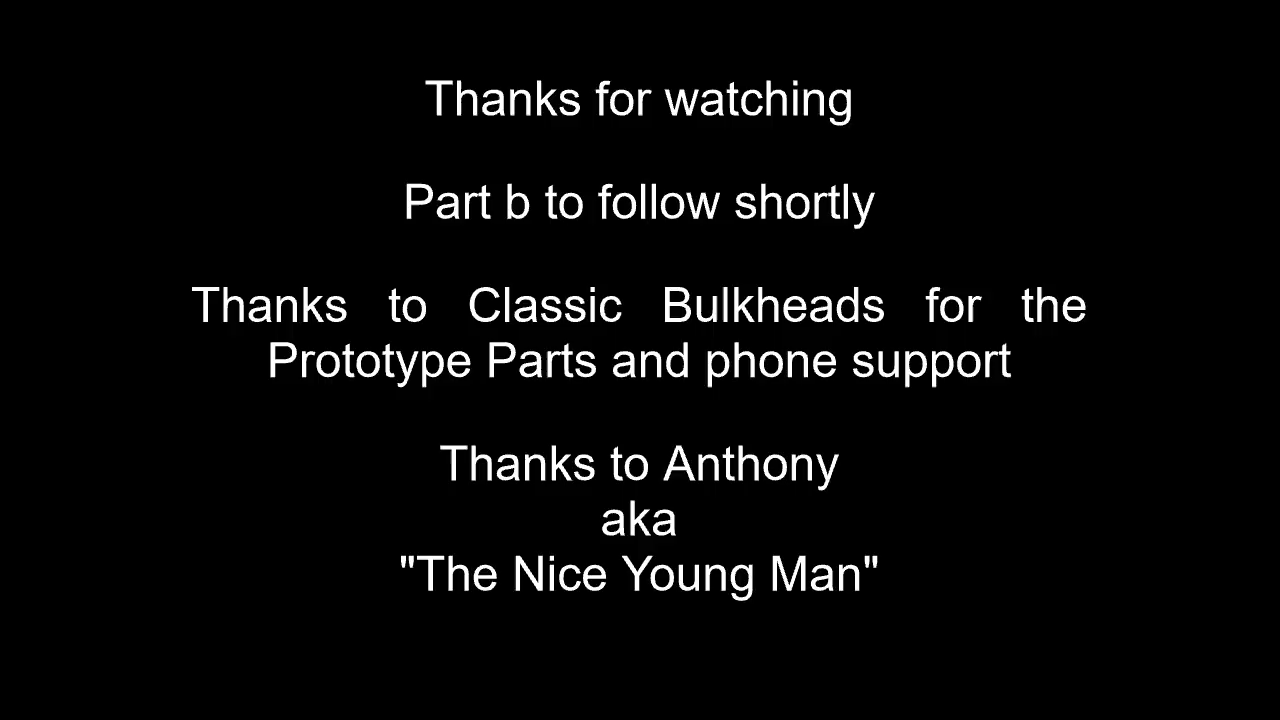 Thanks for watching
Part b to follow shortly
Thanks to Classic Bulkheads for the
Prototype Parts and phone support
Thanks to Anthony
aka
"The Nice Young Man"